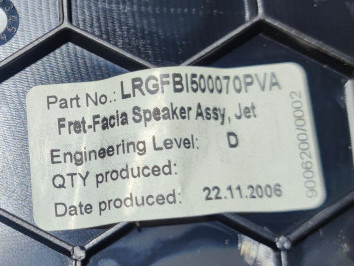 Part No.: LRGFBI500070PVA
Fret-Facia Speaker Assy, Jet
Engineering Level: D
QTY produced:
Date produced: 22.11.2006
9006200/0002